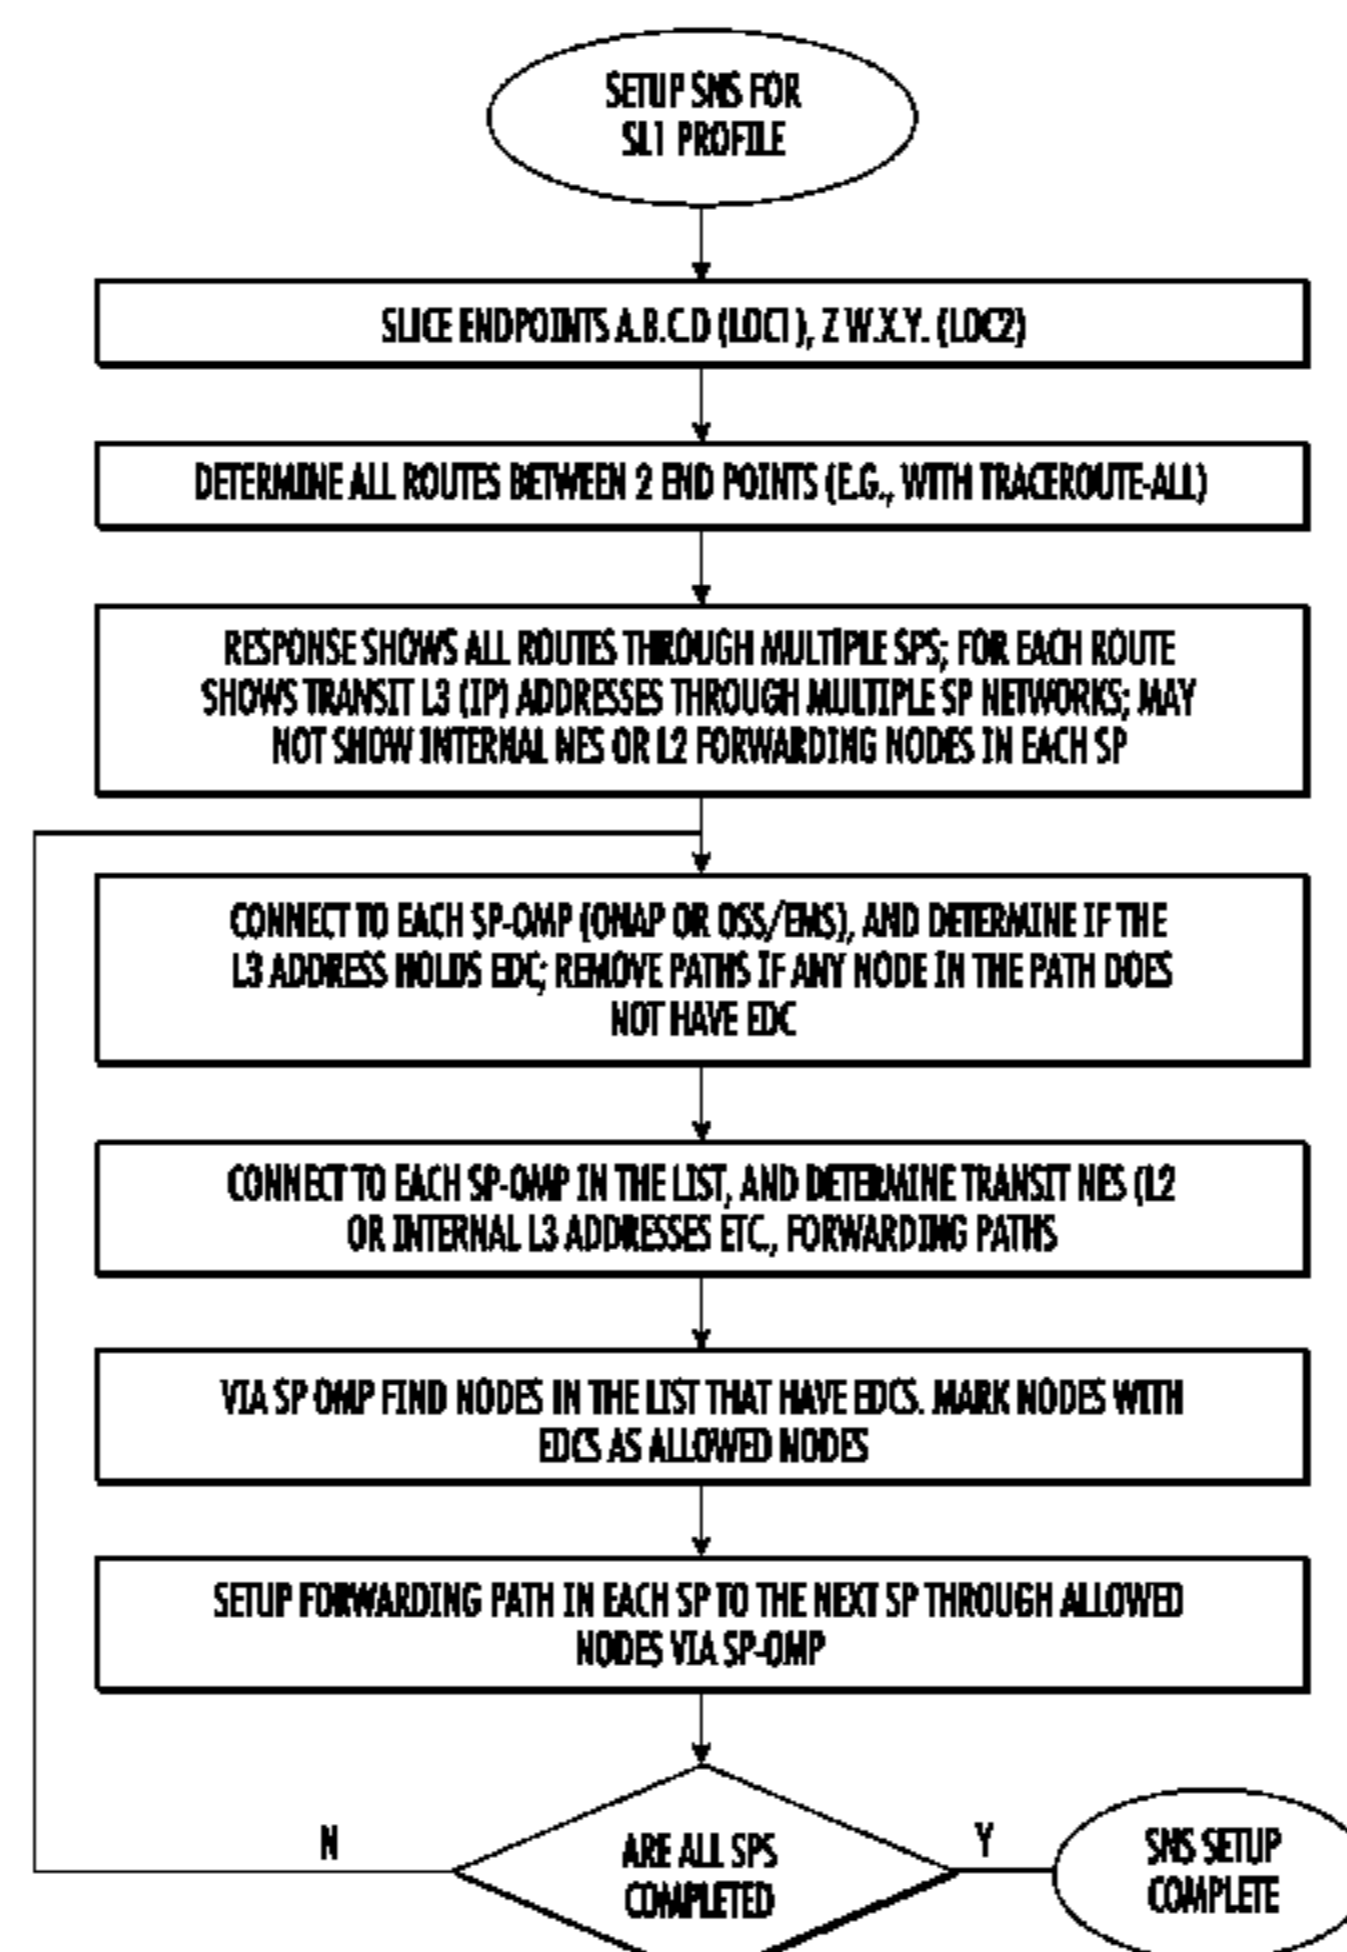 SETUP SNS FOR
SL1 PROFILE
SLICE ENDPOINTS A.B.C.D (LOC1), Z W.X.Y. (LOC2)
DETERMINE ALL ROUTES BETWEEN 2 END POINTS (E.G., WITH TRACEROUTE-ALL)
RESPONSE SHOWS ALL ROUTES THROUGH MULTIPLE SPS; FOR EACH ROUTE
SHOWS TRANSIT L3 (IP) ADDRESSES THROUGH MULTIPLE SP NETWORKS; MAY
NOT SHOW INTERNAL NES OR L2 FORWARDING NODES IN EACH SP
CONNECT TO EACH SP-OMP (ONAP OR OSS/EMS), AND DETERMINE IF THE
L3 ADDRESS HOLDS EDC; REMOVE PATHS IF ANY NODE IN THE PATH DOES
NOT HAVE EDC
CONNECT TO EACH SP-OMP IN THE LIST, AND DETERMINE TRANSIT NES (L2
OR INTERNAL L3 ADDRESSES ETC., FORWARDING PATHS
VIA SP OMP FIND NODES IN THE LIST THAT HAVE EDCS. MARK NODES WITH
EDCS AS ALLOWED NODES
SETUP FORWARDING PATH IN EACH SP TO THE NEXT SP THROUGH ALLOWED
NODES VIA SP-OMP
N
ARE ALL SPS
COMPLETED
Y
SNS SETUP
COMPLETE